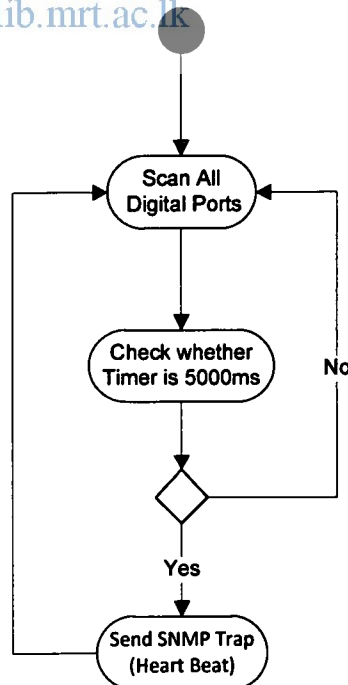 lib.mrt.ac.lk
Scan All
Digital Ports
Check whether
Timer is 5000ms
No
Yes
Send SNMP Trap
(Heart Beat)